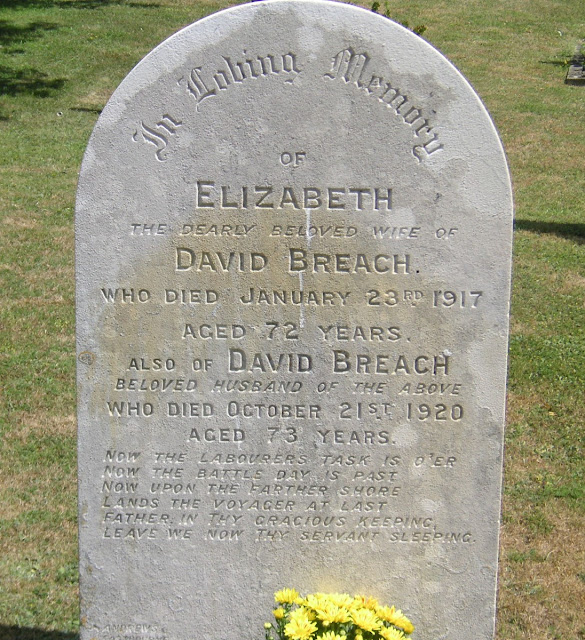 In Loving Memory
OF
ELIZABETH
THE DEARLY BELOVED WIFE OF
DAVID BREACH.
WHO DIED JANUARY 23RD 1917
AGED 72 YEARS.
ALSO OF DAVID BREACH
BELOVED HUSBAND OF THE ABOVE
WHO DIED OCTOBER 21ST 1920
AGED 73 YEARS.
NOW THE LABOURERS TASK IS O'ER
NOW THE BATTLE DAY IS PAST
NOW UPON THE FARTHER SHORE
LANDS THE VOYAGER AT LAST
FATHER, IN THY GRACIOUS KEEPING,
LEAVE WE NOW THY SERVANT SLEEPING.
ANDREWS